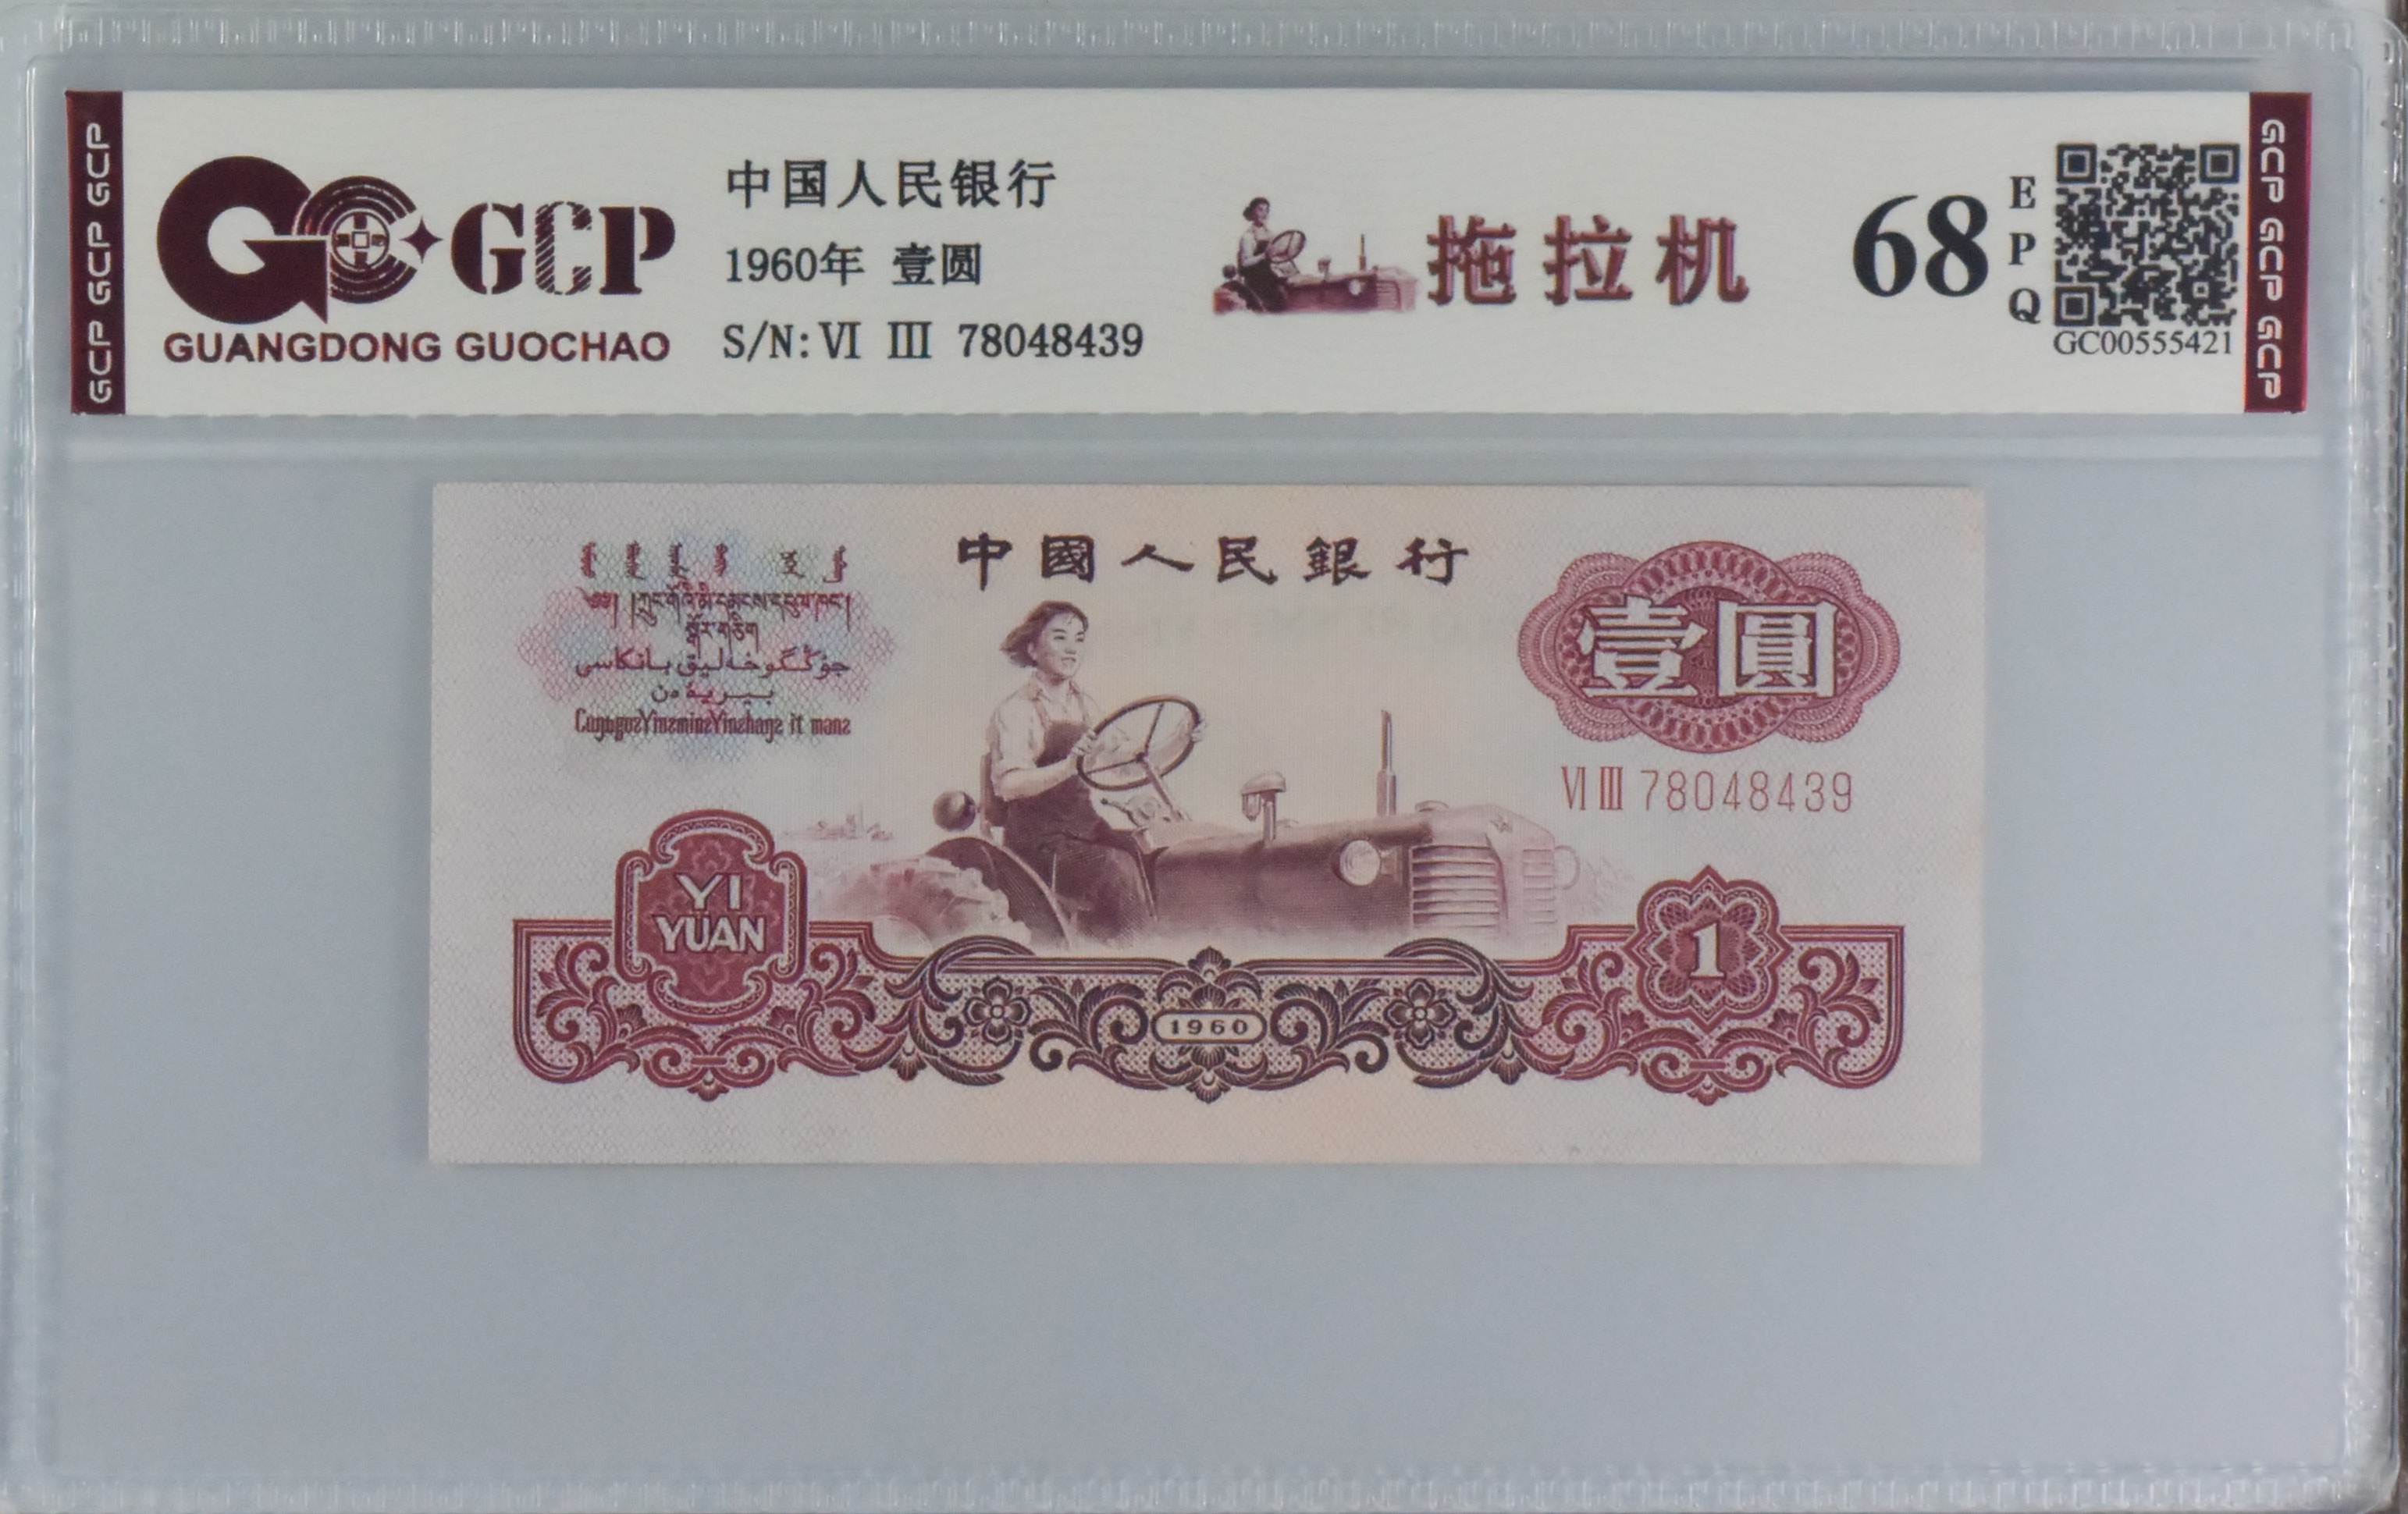 GCP GCP GCP
GCP
GUANGDONG GUOCHAO
中国人民银行
1960年 壹圆
S/N: VI III 78048439
拖拉机
68
E
P
Q
GC00555421
GCP GCP GCP
中國人民銀行
壹圓
VI III 78048439
YI
YUAN
1
1960